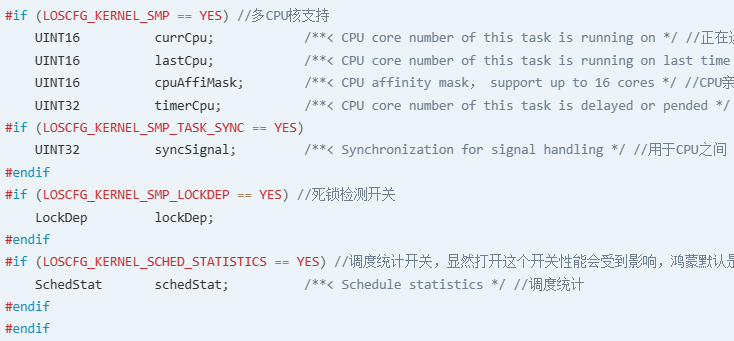 #if (LOSCFG_KERNEL_SMP == YES) //多CPU核支持
UINT16 currCpu; /**< CPU core number of this task is running on */ //正在
UINT16 lastCpu; /**< CPU core number of this task is running on last time
UINT16 cpuAffiMask; /**< CPU affinity mask， support up to 16 cores */ //CPU亲
UINT32 timerCpu; /**< CPU core number of this task is delayed or pended */
#if (LOSCFG_KERNEL_SMP_TASK_SYNC == YES)
UINT32 syncSignal; /**< Synchronization for signal handling */ //用于CPU之间
#endif
#if (LOSCFG_KERNEL_SMP_LOCKDEP == YES) //死锁检测开关
LockDep lockDep;
#endif
#if (LOSCFG_KERNEL_SCHED_STATISTICS == YES) //调度统计开关，显然打开这个开关性能会受到影响，鸿蒙默认是
SchedStat schedStat; /**< Schedule statistics */ //调度统计
#endif
#endif